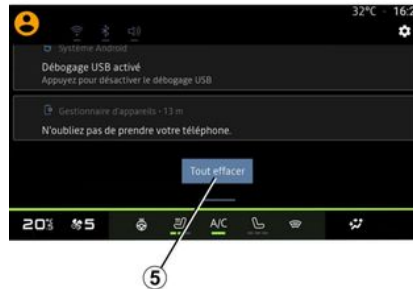 32°C 16:2
Système Android
Débogage USB activé
Appuyez pour désactiver le débogage USB
Gestionnaire d'appareils • 13 m
N'oubliez pas de prendre votre téléphone.
Tout effacer
20 5 A/C
5